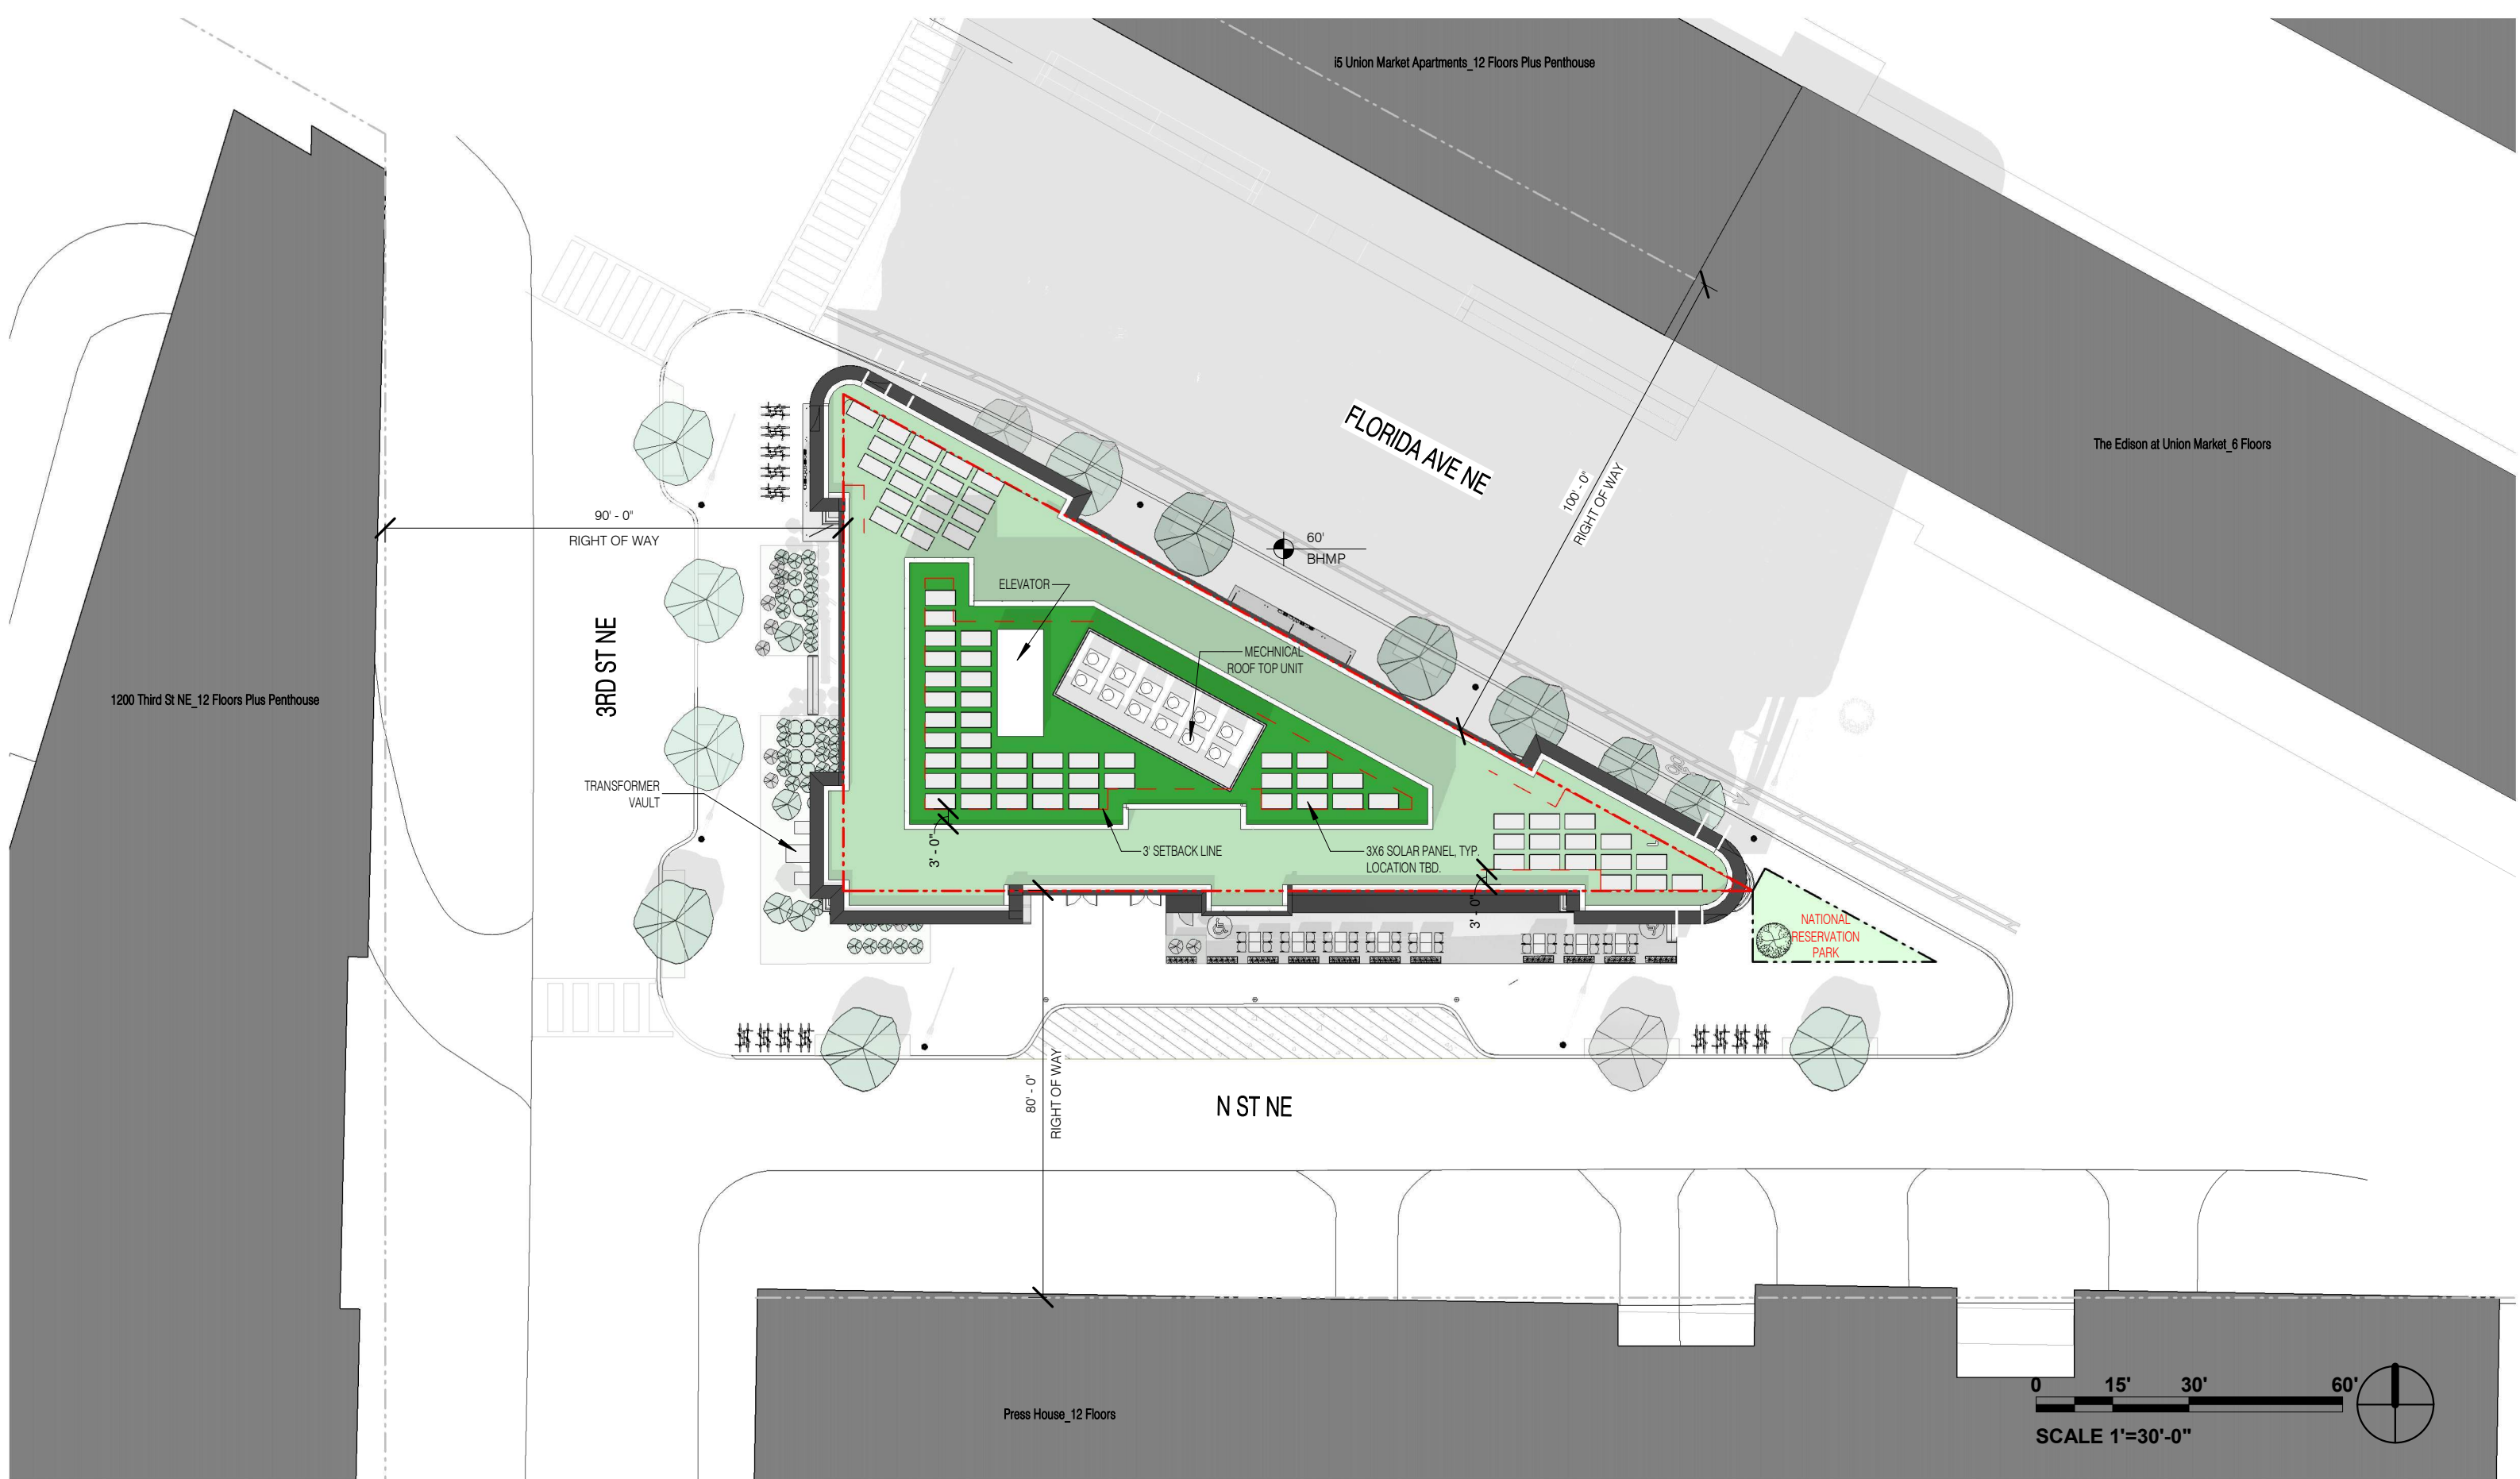 i5 Union Market Apartments_12 Floors Plus Penthouse
The Edison at Union Market_6 Floors
FLORIDA AVE NE
100' - 0"
RIGHT OF WAY
90' - 0"
RIGHT OF WAY
60'
BHMP
ELEVATOR
MECHNICAL
ROOF TOP UNIT
3RD ST NE
1200 Third St NE_12 Floors Plus Penthouse
TRANSFORMER
VAULT
3' - 0"
3' SETBACK LINE
3X6 SOLAR PANEL, TYP.
LOCATION TBD.
3' - 0"
NATIONAL
RESERVATION
PARK
80' - 0"
RIGHT OF WAY
N ST NE
Press House_12 Floors
0 15' 30' 60'
SCALE 1'=30'-0"